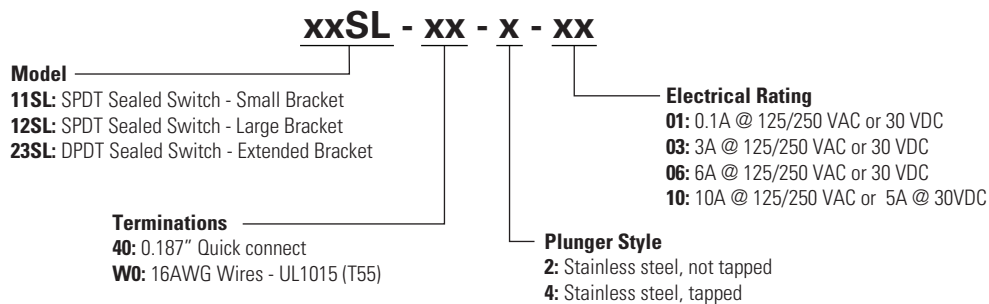 xxSL - xx - x - xx
Model
11SL: SPDT Sealed Switch - Small Bracket
12SL: SPDT Sealed Switch - Large Bracket
23SL: DPDT Sealed Switch - Extended Bracket
Electrical Rating
01: 0.1A @ 125/250 VAC or 30 VDC
03: 3A @ 125/250 VAC or 30 VDC
06: 6A @ 125/250 VAC or 30 VDC
10: 10A @ 125/250 VAC or 5A @ 30VDC
Terminations
40: 0.187” Quick connect
W0: 16AWG Wires - UL1015 (T55)
Plunger Style
2: Stainless steel, not tapped
4: Stainless steel, tapped